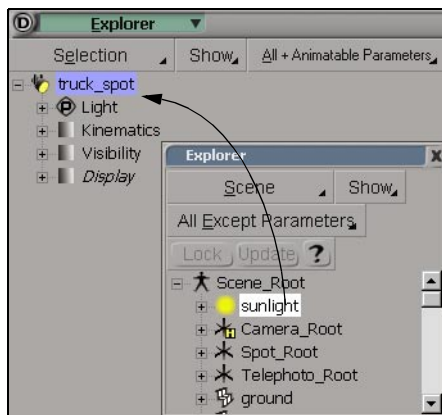 D Explorer
Selection Show All + Animatable Parameters
truck_spot
P Light
Kinematics
Visibility
Display
Explorer X
Scene Show
All Except Parameters
Lock Update ?
Scene_Root
sunlight
H Camera_Root
Spot_Root
Telephoto_Root
ground